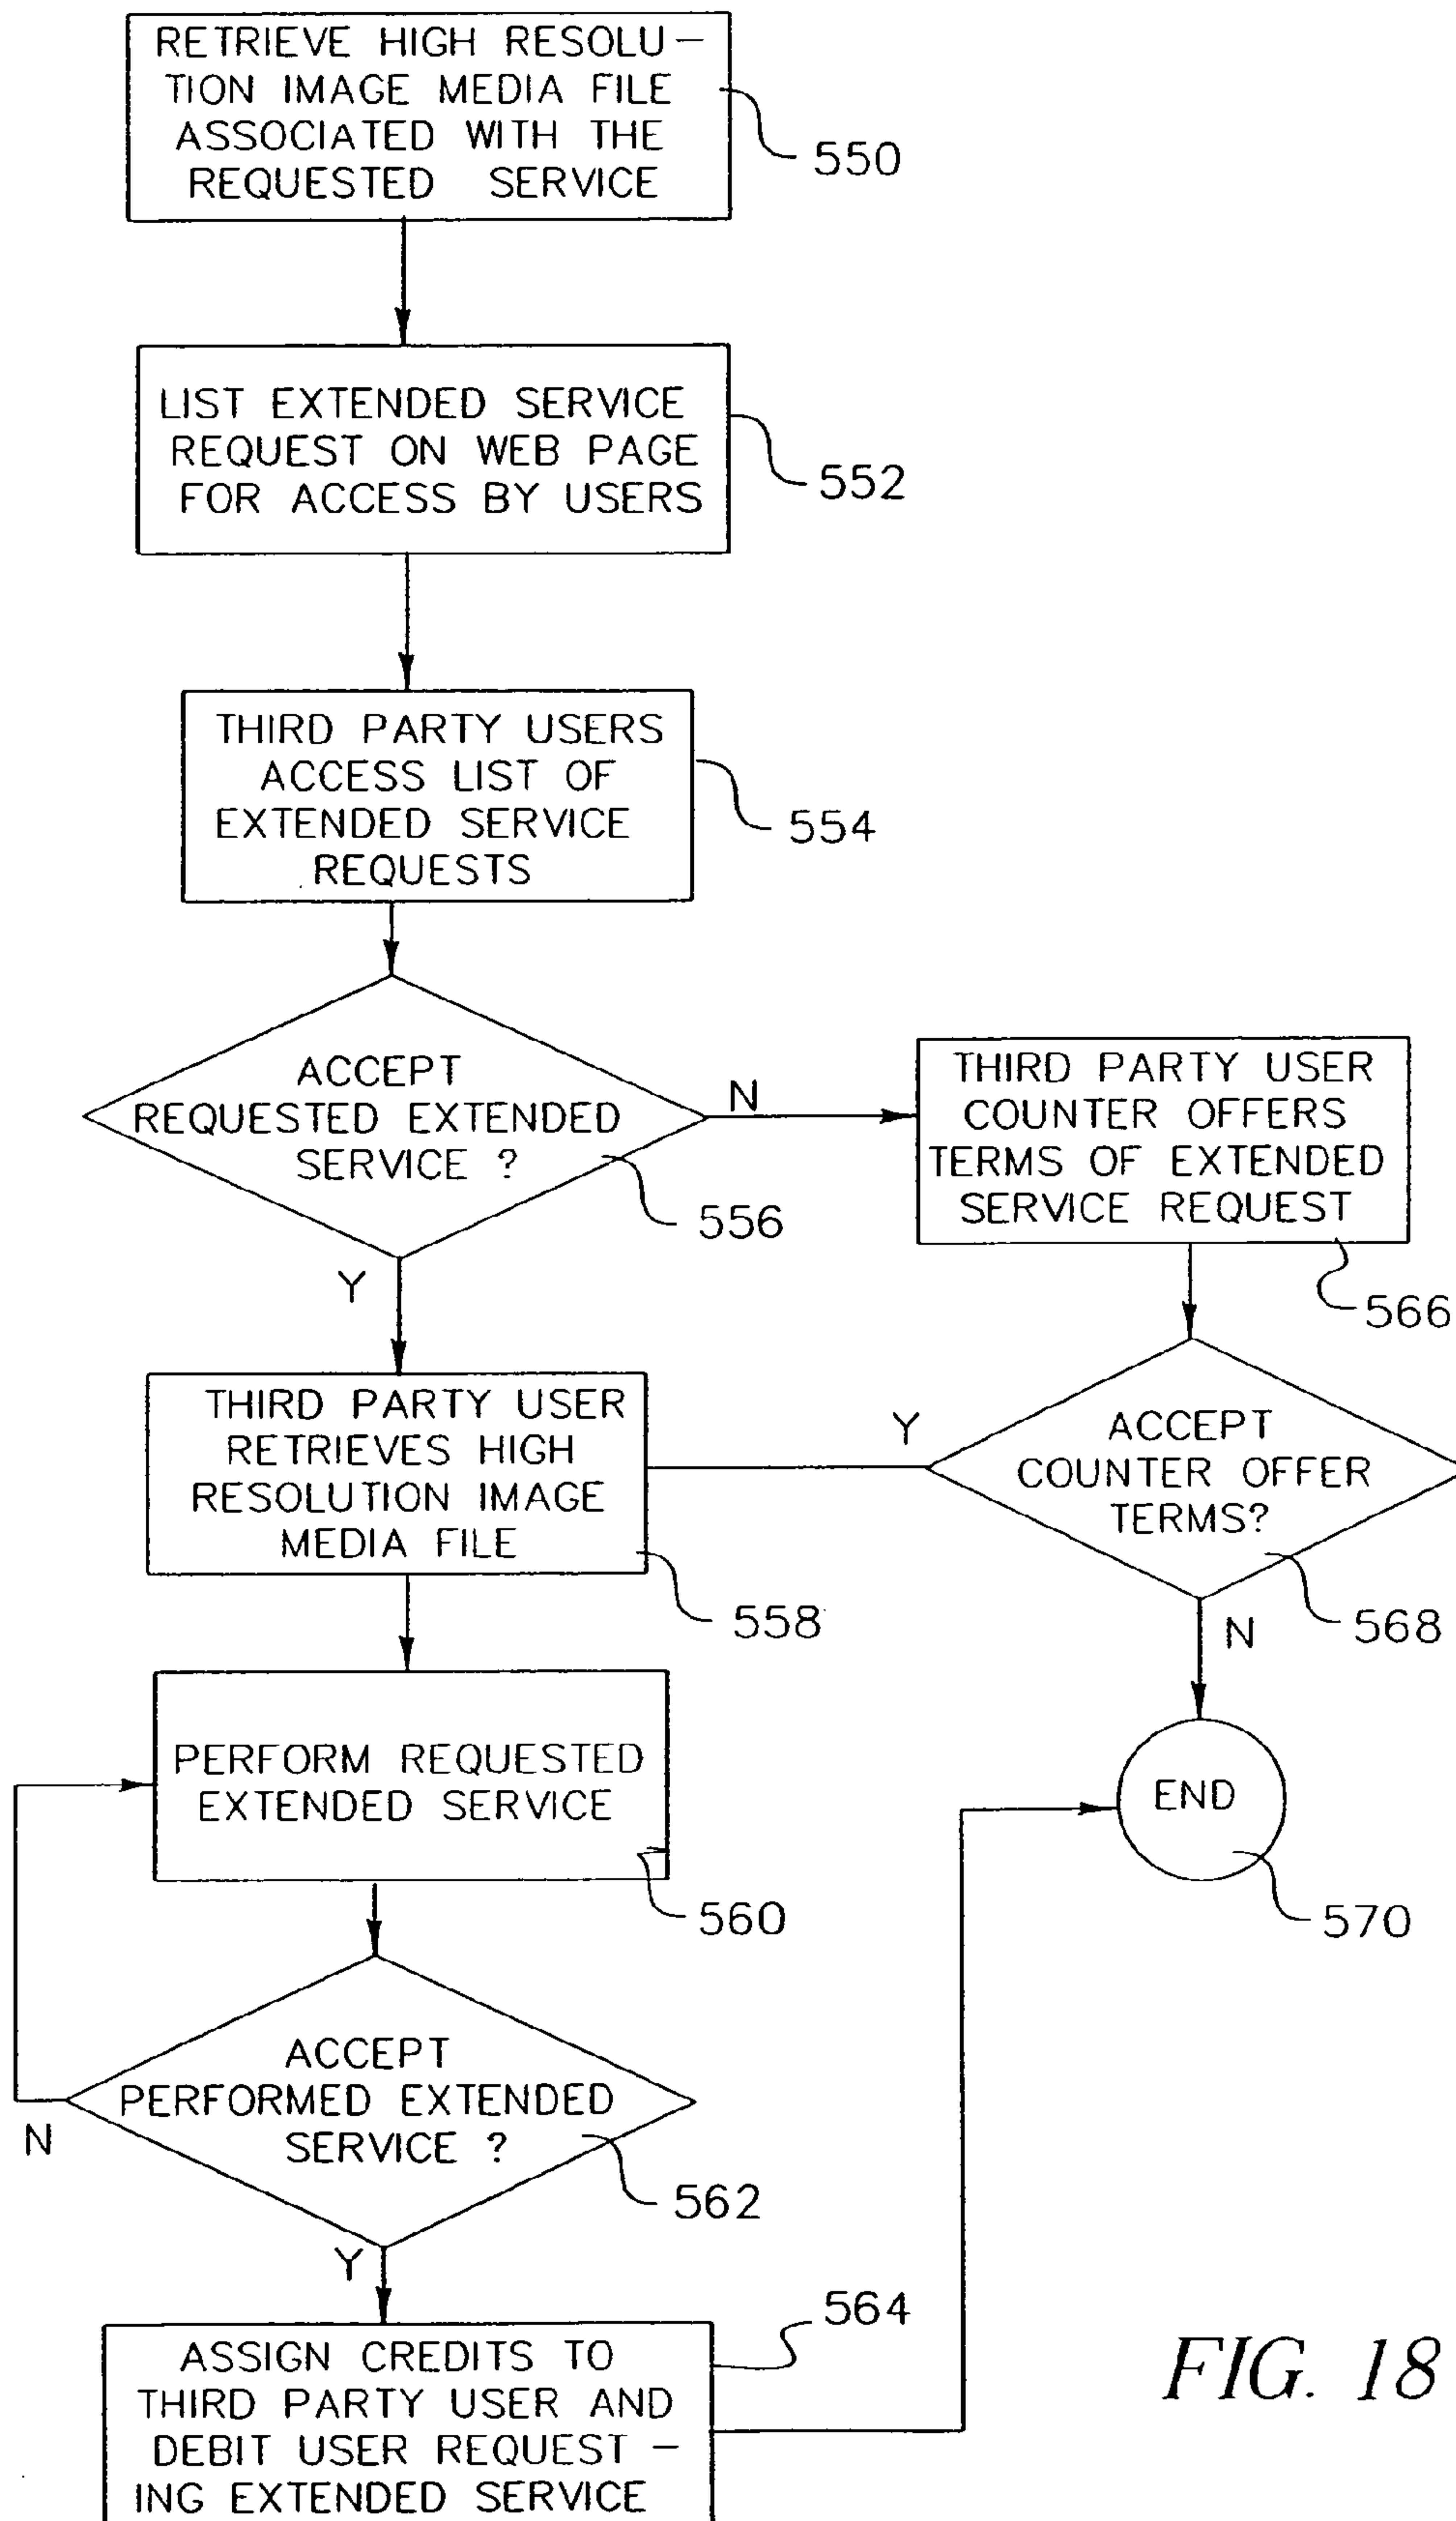 RETRIEVE HIGH RESOLU-
TION IMAGE MEDIA FILE
ASSOCIATED WITH THE
REQUESTED SERVICE
550
LIST EXTENDED SERVICE
REQUEST ON WEB PAGE
FOR ACCESS BY USERS
552
THIRD PARTY USERS
ACCESS LIST OF
EXTENDED SERVICE
REQUESTS
554
ACCEPT
REQUESTED EXTENDED
SERVICE ?
556
N
Y
THIRD PARTY USER
COUNTER OFFERS
TERMS OF EXTENDED
SERVICE REQUEST
566
THIRD PARTY USER
RETRIEVES HIGH
RESOLUTION IMAGE
MEDIA FILE
558
Y
ACCEPT
COUNTER OFFER
TERMS?
568
N
PERFORM REQUESTED
EXTENDED SERVICE
560
END
570
ACCEPT
PERFORMED EXTENDED
SERVICE ?
562
N
Y
ASSIGN CREDITS TO
THIRD PARTY USER AND
DEBIT USER REQUEST -
ING EXTENDED SERVICE
564
FIG. 18